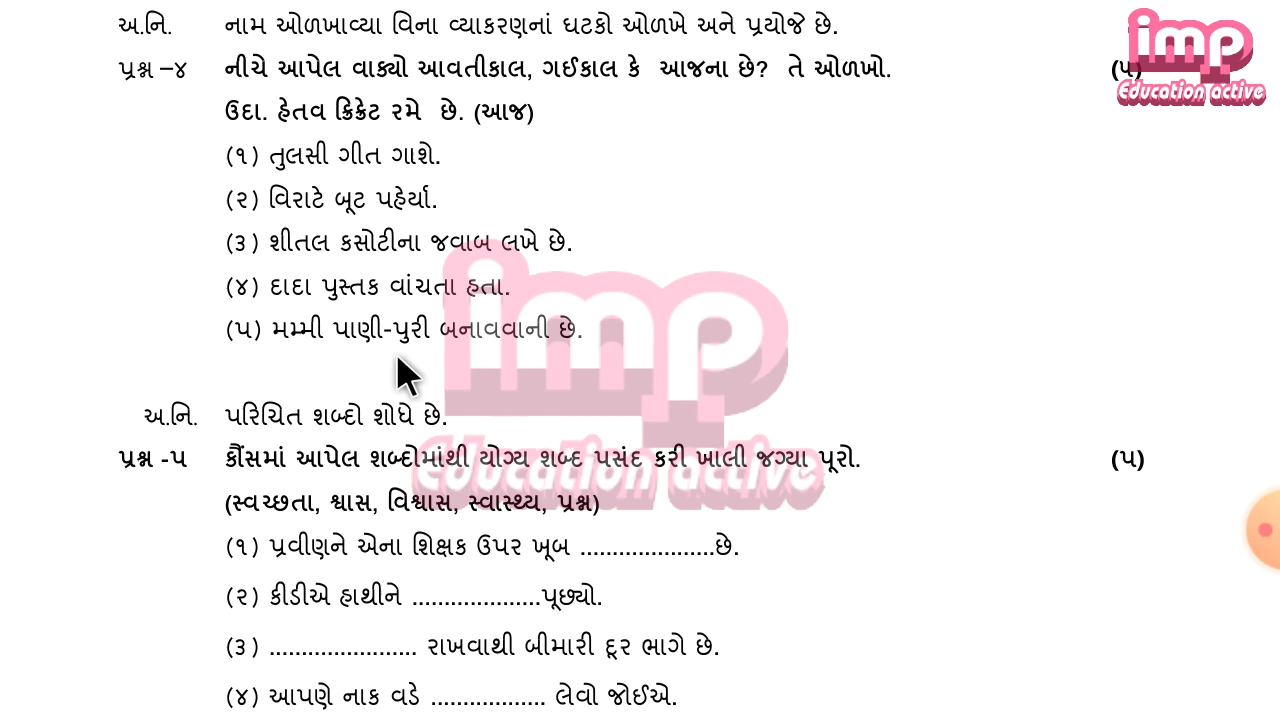 અ.નિ. નામ ઓળખાવ્યા વિના વ્યાકરણનાં ઘટકો ઓળખે અને પ્રયોજે છે.
પ્રશ્ન –૪ નીચે આપેલ વાક્યો આવતીકાલ, ગઈકાલ કે આજના છે? તે ઓળખો. (૫)
imp
Education active
ઉદા. હેતવ ક્રિકેટ રમે છે. (આજ)
(૧) તુલસી ગીત ગાશે.
(૨) વિરાટે બૂટ પહેર્યા.
(૩) શીતલ કસોટીના જવાબ લખે છે.
(૪) દાદા પુસ્તક વાંચતા હતા.
(૫) મમ્મી પાણી-પુરી બનાવવાની છે.
imp
Education active
અ.નિ. પરિચિત શબ્દો શોધે છે.
પ્રશ્ન -૫ કૌંસમાં આપેલ શબ્દોમાંથી યોગ્ય શબ્દ પસંદ કરી ખાલી જગ્યા પૂરો. (૫)
(સ્વચ્છતા, શ્વાસ, વિશ્વાસ, સ્વાસ્થ્ય, પ્રશ્ન)
(૧) પ્રવીણને એના શિક્ષક ઉપર ખૂબ .....................છે.
(૨) કીડીએ હાથીને ....................પૂછ્યો.
(૩) ....................... રાખવાથી બીમારી દૂર ભાગે છે.
(૪) આપણે નાક વડે .................. લેવો જોઈએ.